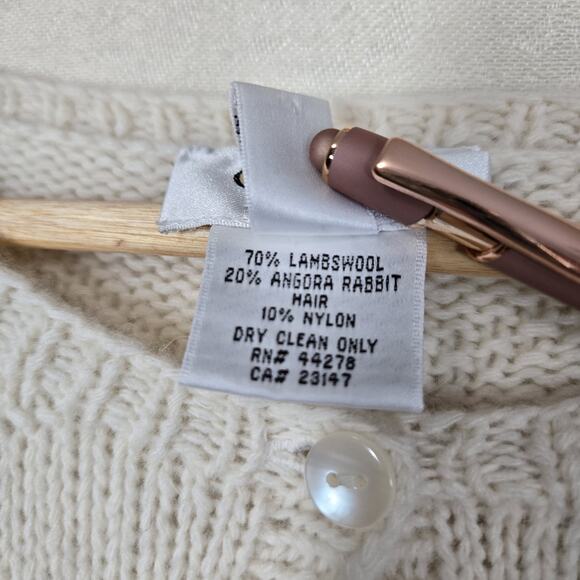 70% LAMBSWOOL
20% ANGORA RABBIT
HAIR
10% NYLON
DRY CLEAN ONLY
RN# 44278
CA# 23147